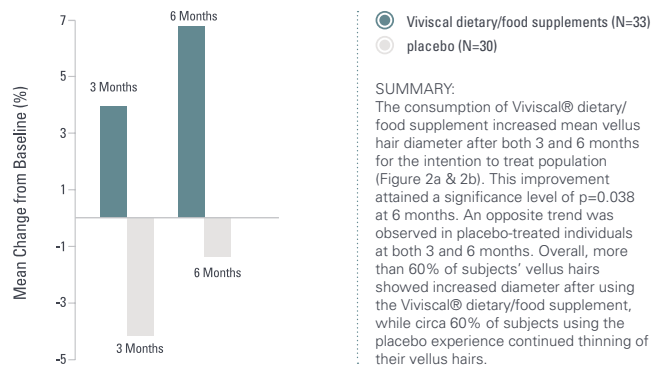 Mean Change from Baseline (%)
7
5
3
1
-1
-3
-5
3 Months
6 Months
3 Months
6 Months
Viviscal dietary/food supplements (N=33)
placebo (N=30)
SUMMARY:
The consumption of Viviscal® dietary/
food supplement increased mean vellus
hair diameter after both 3 and 6 months
for the intention to treat population
(Figure 2a & 2b). This improvement
attained a significance level of p=0.038
at 6 months. An opposite trend was
observed in placebo-treated individuals
at both 3 and 6 months. Overall, more
than 60% of subjects' vellus hairs
showed increased diameter after using
the Viviscal® dietary/food supplement,
while circa 60% of subjects using the
placebo experience continued thinning of
their vellus hairs.